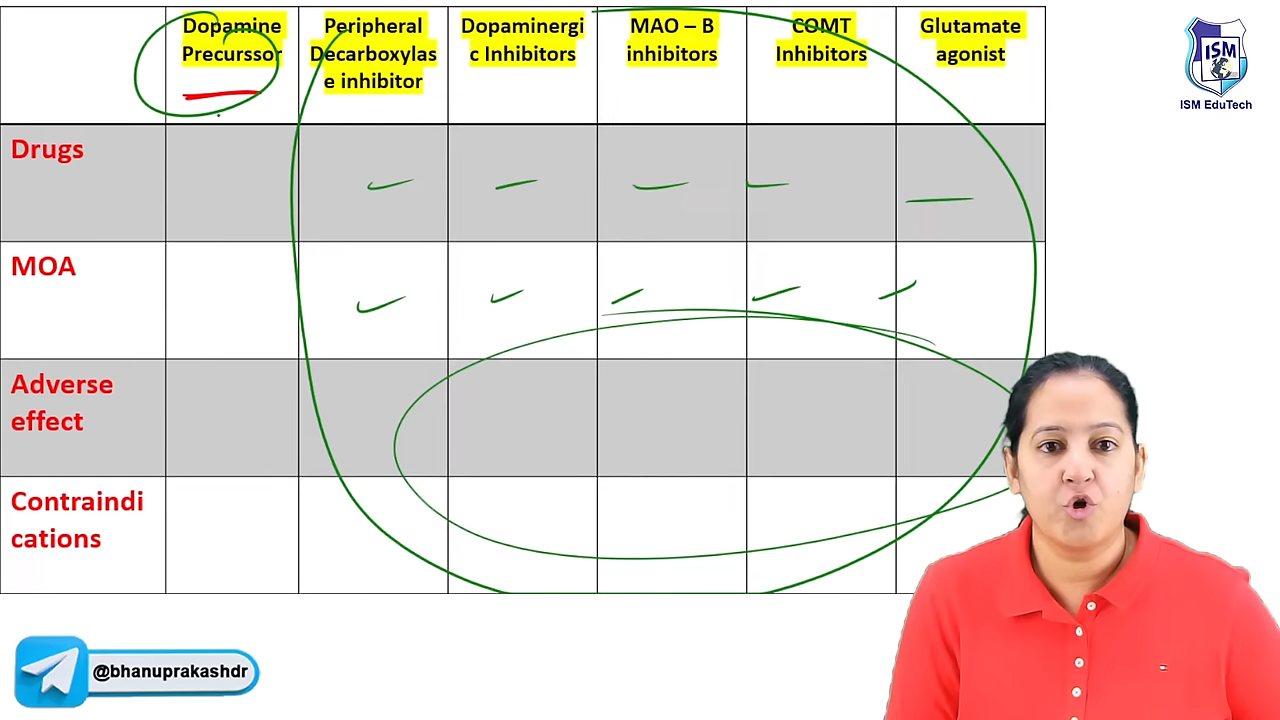 Dopamine
Precurssor
Peripheral
Decarboxylas
e inhibitor
Dopaminergi
c Inhibitors
MAO – B
inhibitors
COMT
Inhibitors
Glutamate
agonist
ISM
ISM EduTech
Drugs
MOA
Adverse
effect
Contraindi
cations
@bhanuprakashdr